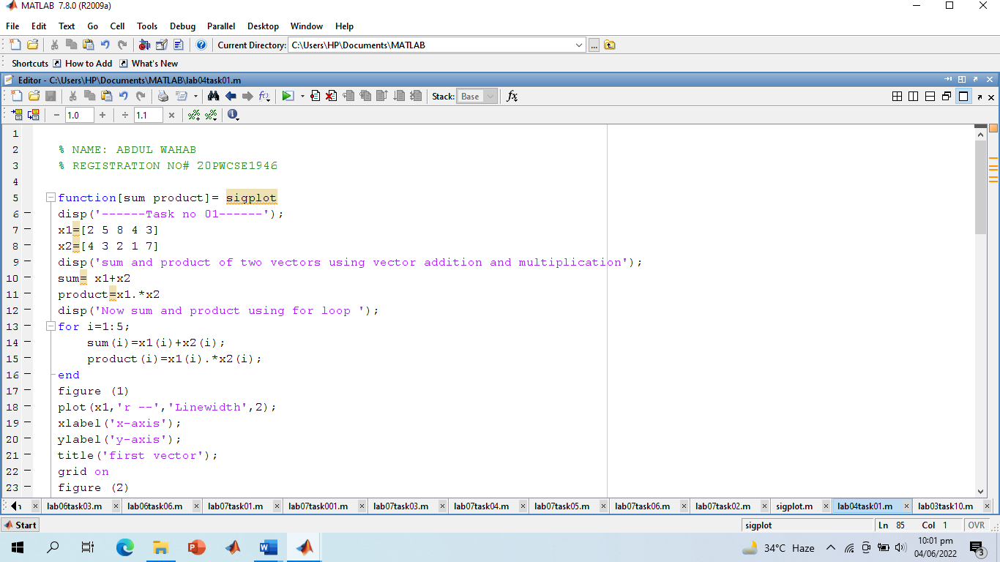 MATLAB 7.8.0 (R2009a)
File Edit Text Go Cell Tools Debug Parallel Desktop Window Help
Current Directory: C:\Users\HP\Documents\MATLAB ...
Shortcuts How to Add What's New
Editor - C:\Users\HP\Documents\MATLAB\lab04task01.m
Stack: Base fx
− 1.0 + ÷ 1.1 ×
1
2 % NAME: ABDUL WAHAB
3 % REGISTRATION NO# 20PWCSE1946
4
5 function[sum product]= sigplot
6 disp('------Task no 01------');
7 x1=[2 5 8 4 3]
8 x2=[4 3 2 1 7]
9 disp('sum and product of two vectors using vector addition and multiplication');
10 sum= x1+x2
11 product=x1.*x2
12 disp('Now sum and product using for loop ');
13 for i=1:5;
14 sum(i)=x1(i)+x2(i);
15 product(i)=x1(i).*x2(i);
16 end
17 figure (1)
18 plot(x1,'r --','Linewidth',2);
19 xlabel('x-axis');
20 ylabel('y-axis');
21 title('first vector');
22 grid on
23 figure (2)
lab06task03.m lab06task06.m lab07task01.m lab07task001.m lab07task03.m lab07task04.m lab07task05.m lab07task06.m lab07task02.m sigplot.m lab04task01.m lab03task10.m
Start sigplot Ln 85 Col 1 OVR
34°C Haze 10:01 pm
04/06/2022 3